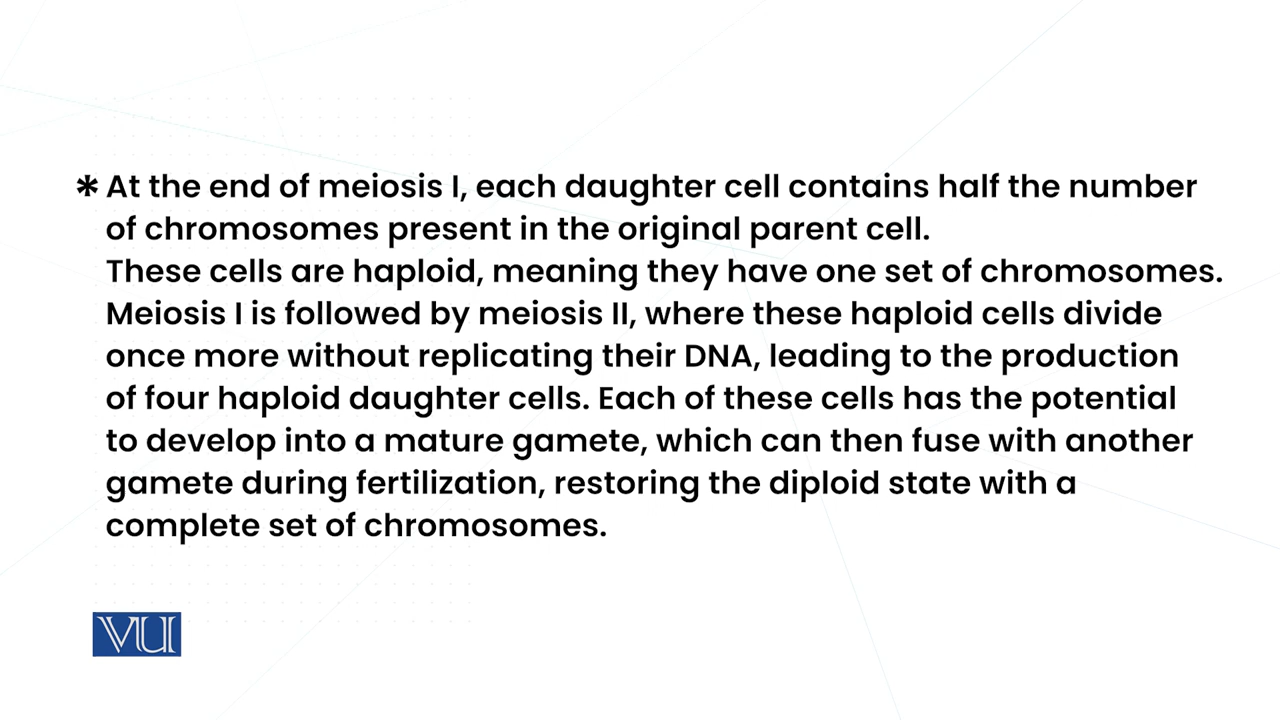 * At the end of meiosis I, each daughter cell contains half the number
of chromosomes present in the original parent cell.
These cells are haploid, meaning they have one set of chromosomes.
Meiosis I is followed by meiosis II, where these haploid cells divide
once more without replicating their DNA, leading to the production
of four haploid daughter cells. Each of these cells has the potential
to develop into a mature gamete, which can then fuse with another
gamete during fertilization, restoring the diploid state with a
complete set of chromosomes.
VU